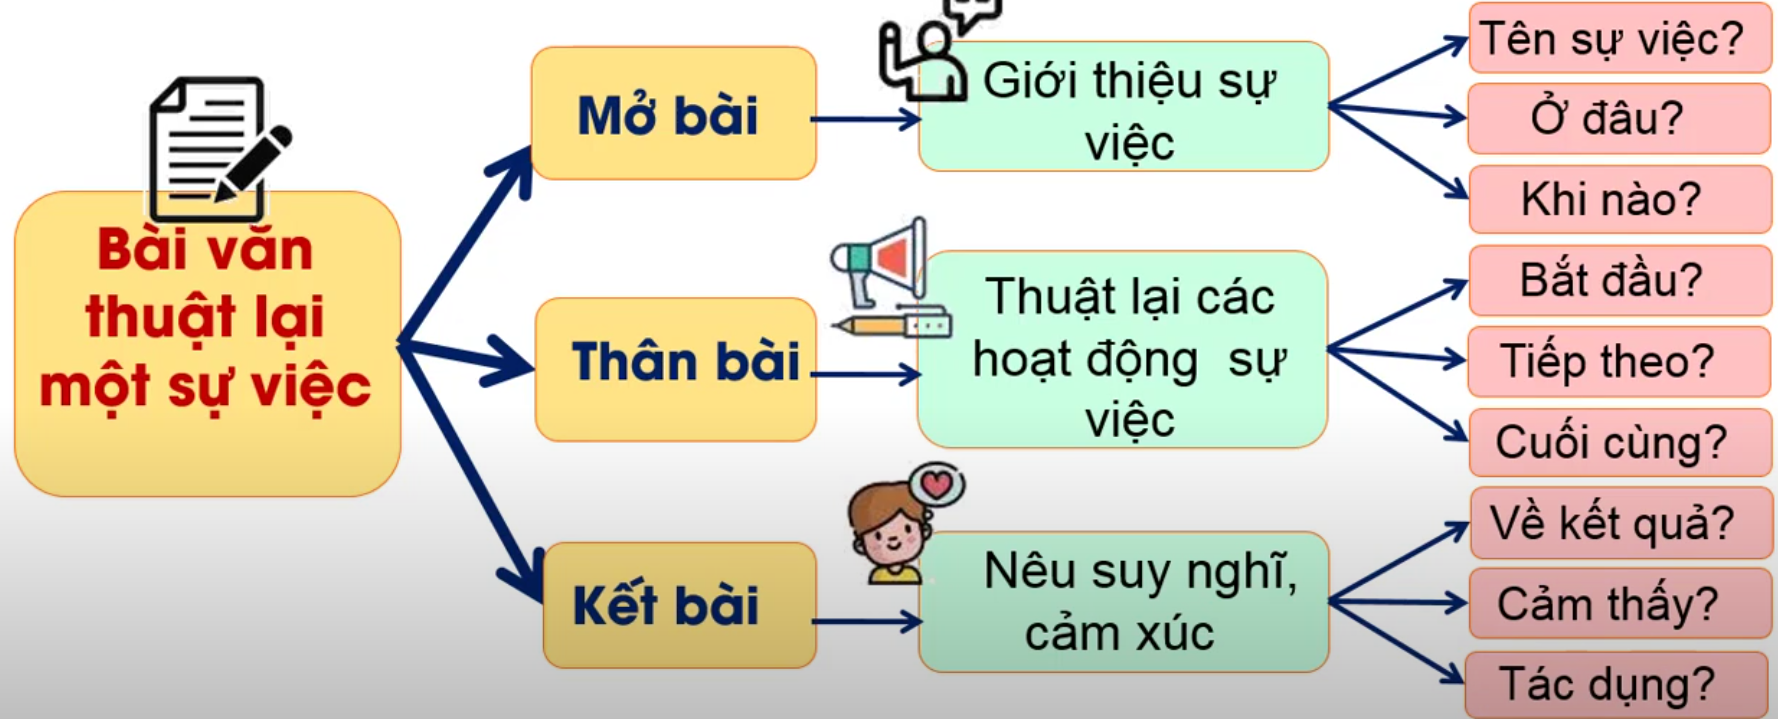 Bài văn
thuật lại
một sự việc
Mở bài
Giới thiệu sự
việc
Tên sự việc?
Ở đâu?
Khi nào?
Thân bài
Thuật lại các
hoạt động sự
việc
Bắt đầu?
Tiếp theo?
Cuối cùng?
Kết bài
Nêu suy nghĩ,
cảm xúc
Về kết quả?
Cảm thấy?
Tác dụng?